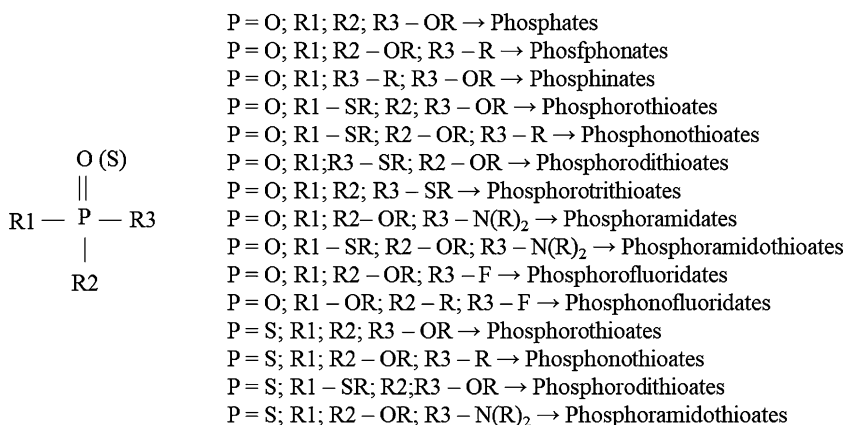 P = O; R1; R2; R3 – OR → Phosphates
P = O; R1; R2 – OR; R3 – R → Phosfphonates
P = O; R1; R3 – R; R3 – OR → Phosphinates
P = O; R1 – SR; R2; R3 – OR → Phosphorothioates
P = O; R1 – SR; R2 – OR; R3 – R → Phosphonothioates
P = O; R1;R3 – SR; R2 – OR → Phosphorodithioates
P = O; R1; R2; R3 – SR → Phosphorotrithioates
P = O; R1; R2– OR; R3 – N(R)₂ → Phosphoramidates
P = O; R1 – SR; R2 – OR; R3 – N(R)₂ → Phosphoramidothioates
P = O; R1; R2 – OR; R3 – F → Phosphorofluoridates
P = O; R1 – OR; R2 – R; R3 – F → Phosphonofluoridates
P = S; R1; R2; R3 – OR → Phosphorothioates
P = S; R1; R2 – OR; R3 – R → Phosphonothioates
P = S; R1 – SR; R2;R3 – OR → Phosphorodithioates
P = S; R1; R2 – OR; R3 – N(R)₂ → Phosphoramidothioates
O (S)
R1 — P – R3
R2